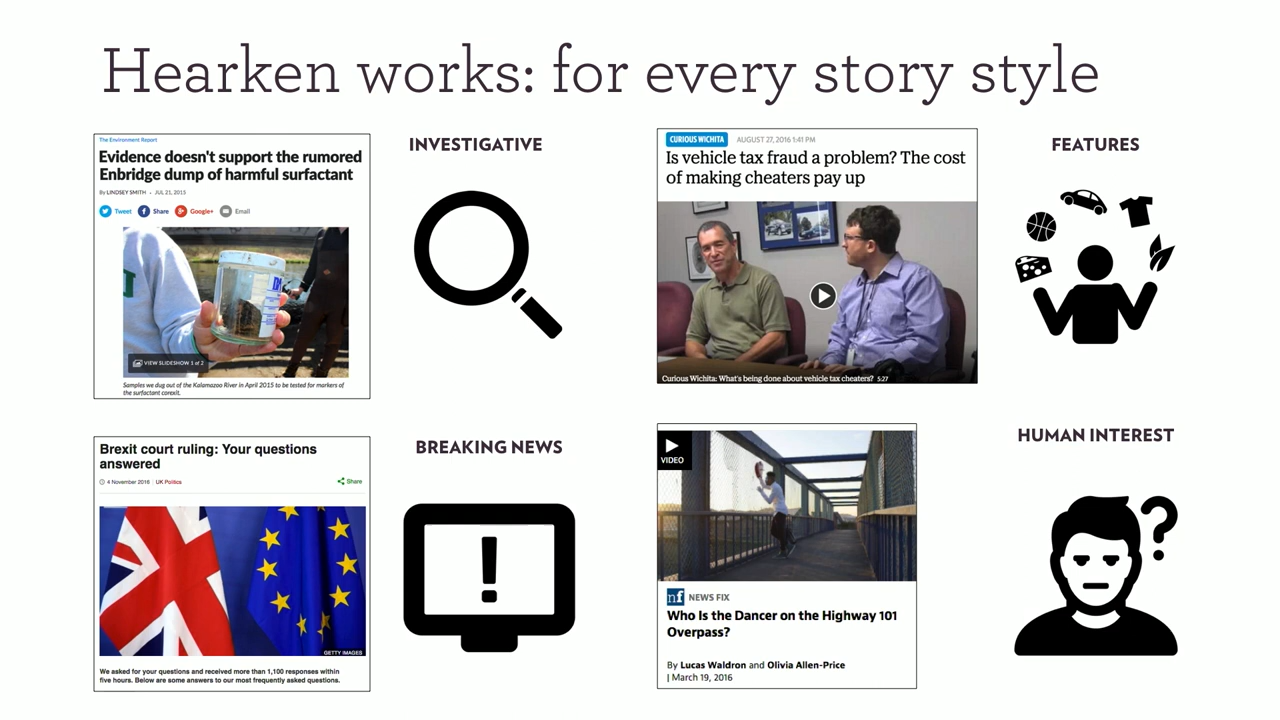 Hearken works: for every story style
The Environment Report
Evidence doesn't support the rumored
Enbridge dump of harmful surfactant
By LINDSEY SMITH • JUL 21, 2015
Tweet Share Google+ Email
VIEW SLIDESHOW 1 of 2
Samples we dug out of the Kalamazoo River in April 2015 to be tested for markers of
the surfactant corexit.
INVESTIGATIVE
CURIOUS WICHITA AUGUST 27, 2016 1:41 PM
Is vehicle tax fraud a problem? The cost
of making cheaters pay up
Curious Wichita: What's being done about vehicle tax cheaters? 5:27
FEATURES
Brexit court ruling: Your questions
answered
4 November 2016 UK Politics Share
GETTY IMAGES
We asked for your questions and received more than 1,100 responses within
five hours. Below are some answers to our most frequently asked questions.
BREAKING NEWS
!
VIDEO
nf NEWS FIX
Who Is the Dancer on the Highway 101
Overpass?
By Lucas Waldron and Olivia Allen-Price
| March 19, 2016
HUMAN INTEREST
?